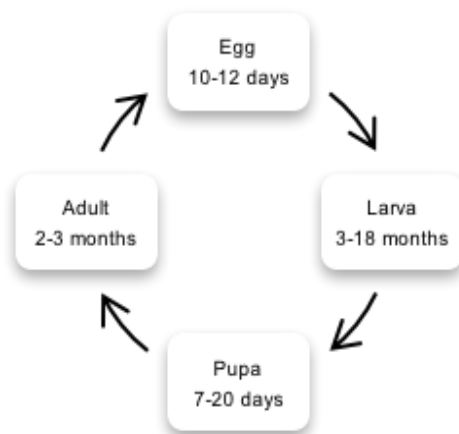 Egg
10-12 days
Larva
3-18 months
Pupa
7-20 days
Adult
2-3 months